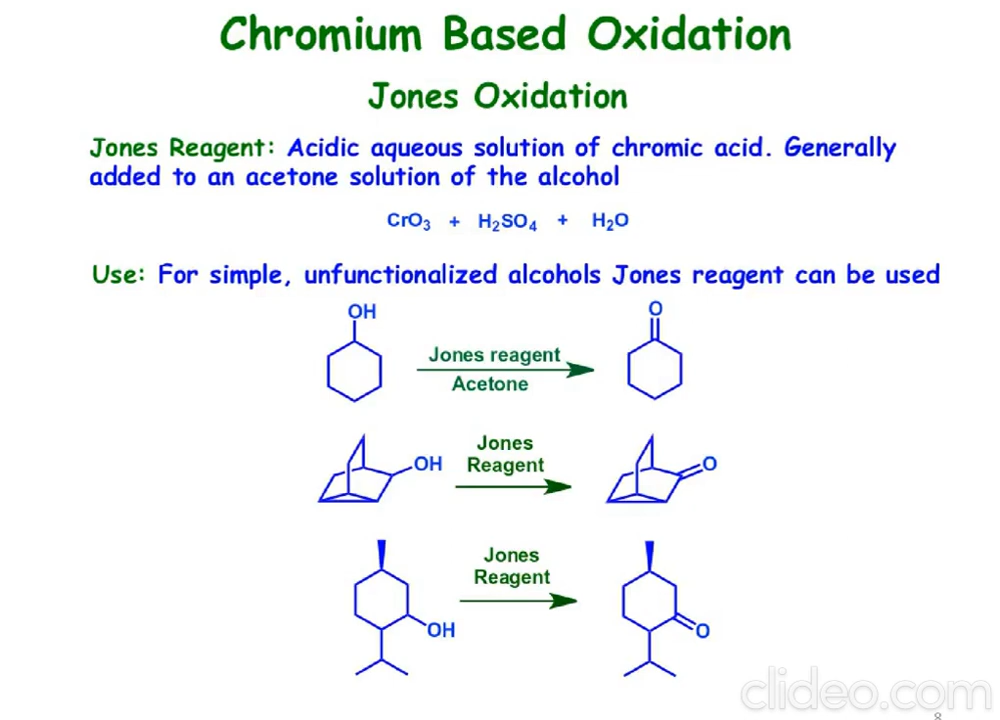 Chromium Based Oxidation
Jones Oxidation
Jones Reagent: Acidic aqueous solution of chromic acid. Generally
added to an acetone solution of the alcohol
CrO₃ + H₂SO₄ + H₂O
Use: For simple, unfunctionalized alcohols Jones reagent can be used
OH
O
Jones reagent
Acetone
OH
Jones
Reagent
O
Jones
Reagent
OH
O
clideo.com
8